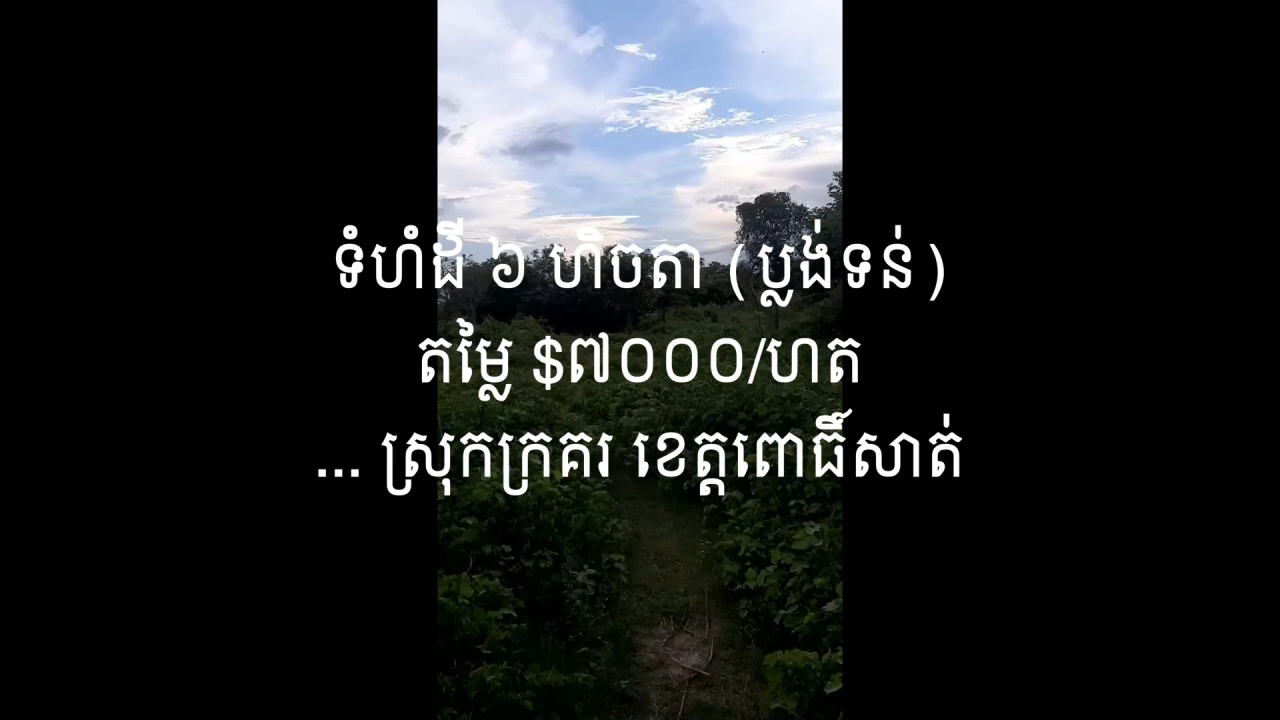 ទំហំដី ៦ ហិចតា (ប្លង់ទន់)
តម្លៃ $៧០០០/ហត
... ស្រុកក្រគរ ខេត្តពោធិ៍សាត់